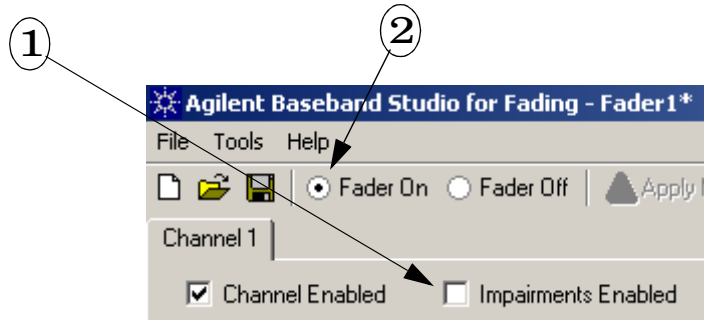 1
2
Agilent Baseband Studio for Fading - Fader1*
File Tools Help
Fader On Fader Off Apply
Channel 1
Channel Enabled Impairments Enabled